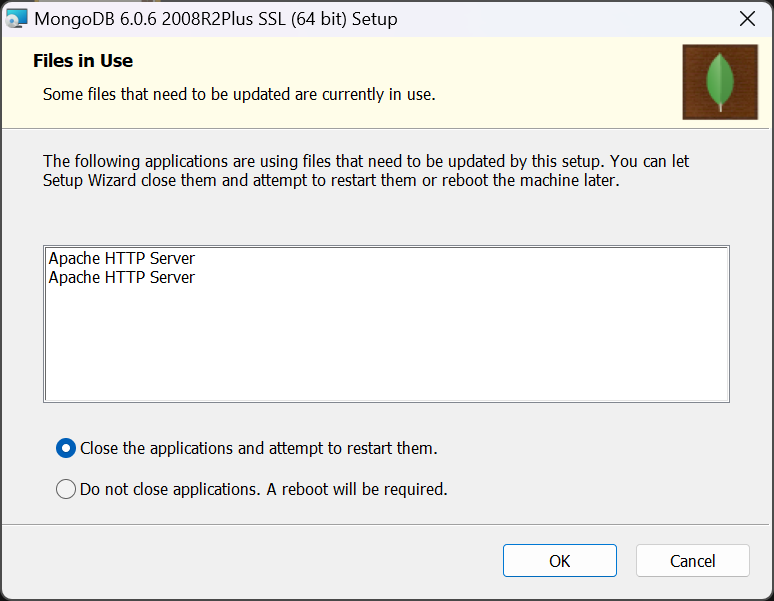 MongoDB 6.0.6 2008R2Plus SSL (64 bit) Setup
Files in Use
Some files that need to be updated are currently in use.
The following applications are using files that need to be updated by this setup. You can let
Setup Wizard close them and attempt to restart them or reboot the machine later.
Apache HTTP Server
Apache HTTP Server
Close the applications and attempt to restart them.
Do not close applications. A reboot will be required.
OK
Cancel